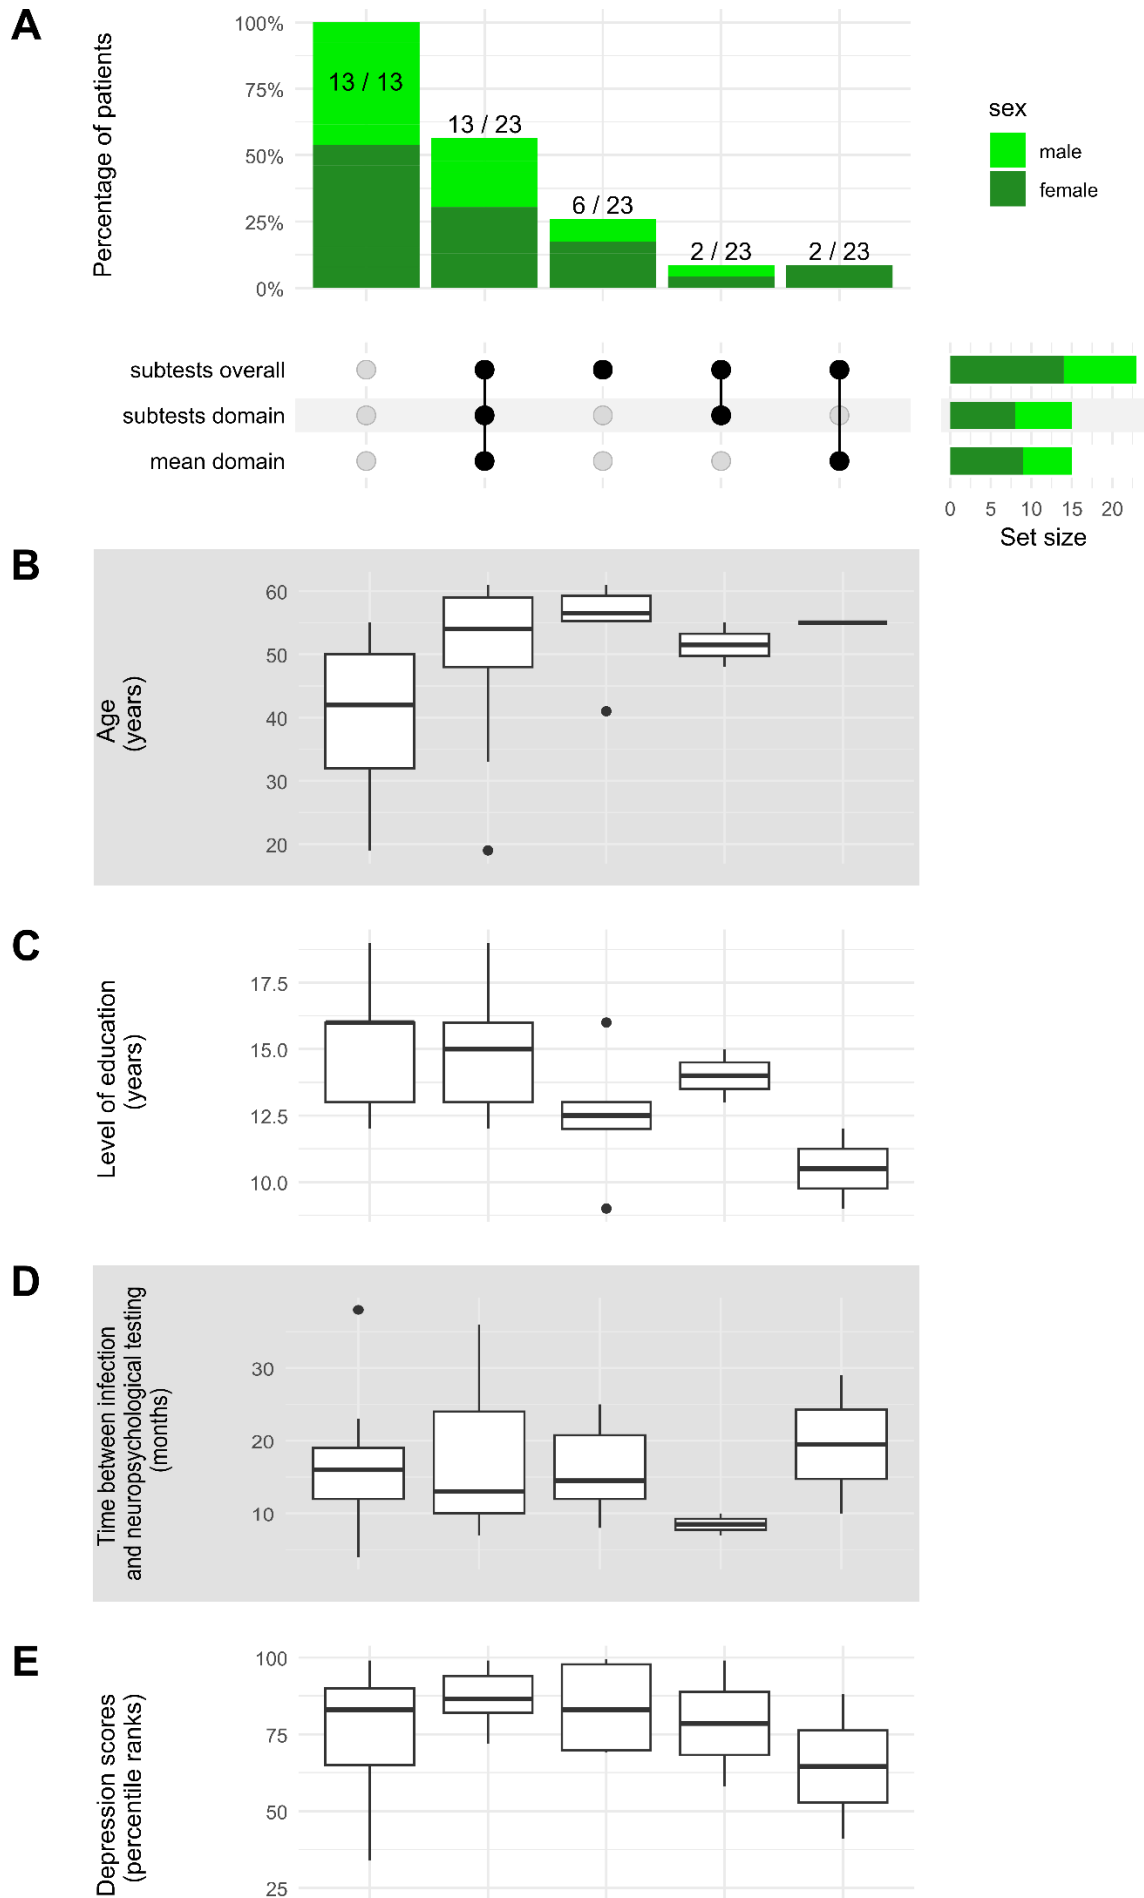 A
Percentage of patients
100%
75%
50%
25%
0%
13 / 13
13 / 23
6 / 23
2 / 23
2 / 23
sex
male
female
subtests overall
subtests domain
mean domain
0 5 10 15 20
Set size
B
Age
(years)
60
50
40
30
20
C
Level of education
(years)
17.5
15.0
12.5
10.0
D
Time between infection
and neuropsychological testing
(months)
30
20
10
E
Depression scores
(percentile ranks)
100
75
50
25